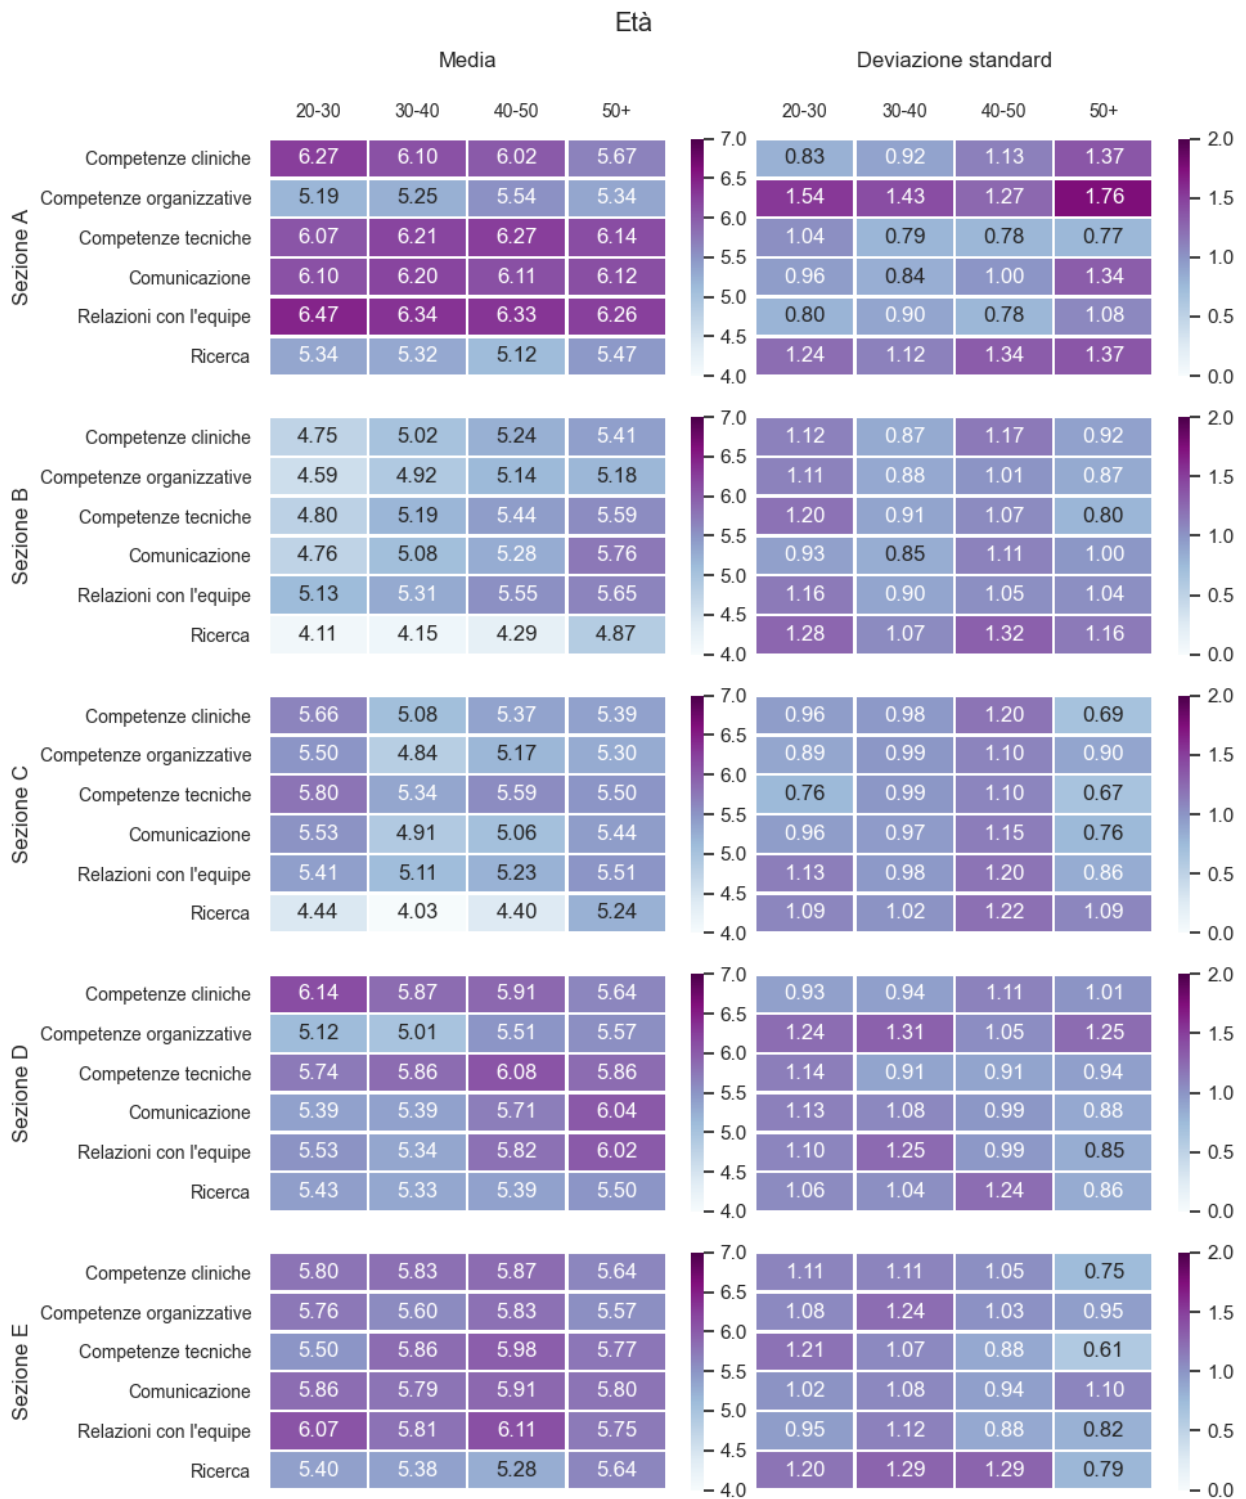 Età
Media
Deviazione standard
20-30 30-40 40-50 50+ 20-30 30-40 40-50 50+
Sezione A
Competenze cliniche 6.27 6.10 6.02 5.67 0.83 0.92 1.13 1.37
Competenze organizzative 5.19 5.25 5.54 5.34 1.54 1.43 1.27 1.76
Competenze tecniche 6.07 6.21 6.27 6.14 1.04 0.79 0.78 0.77
Comunicazione 6.10 6.20 6.11 6.12 0.96 0.84 1.00 1.34
Relazioni con l'equipe 6.47 6.34 6.33 6.26 0.80 0.90 0.78 1.08
Ricerca 5.34 5.32 5.12 5.47 1.24 1.12 1.34 1.37
7.0
6.5
6.0
5.5
5.0
4.5
4.0
2.0
1.5
1.0
0.5
0.0
Sezione B
Competenze cliniche 4.75 5.02 5.24 5.41 1.12 0.87 1.17 0.92
Competenze organizzative 4.59 4.92 5.14 5.18 1.11 0.88 1.01 0.87
Competenze tecniche 4.80 5.19 5.44 5.59 1.20 0.91 1.07 0.80
Comunicazione 4.76 5.08 5.28 5.76 0.93 0.85 1.11 1.00
Relazioni con l'equipe 5.13 5.31 5.55 5.65 1.16 0.90 1.05 1.04
Ricerca 4.11 4.15 4.29 4.87 1.28 1.07 1.32 1.16
7.0
6.5
6.0
5.5
5.0
4.5
4.0
2.0
1.5
1.0
0.5
0.0
Sezione C
Competenze cliniche 5.66 5.08 5.37 5.39 0.96 0.98 1.20 0.69
Competenze organizzative 5.50 4.84 5.17 5.30 0.89 0.99 1.10 0.90
Competenze tecniche 5.80 5.34 5.59 5.50 0.76 0.99 1.10 0.67
Comunicazione 5.53 4.91 5.06 5.44 0.96 0.97 1.15 0.76
Relazioni con l'equipe 5.41 5.11 5.23 5.51 1.13 0.98 1.20 0.86
Ricerca 4.44 4.03 4.40 5.24 1.09 1.02 1.22 1.09
7.0
6.5
6.0
5.5
5.0
4.5
4.0
2.0
1.5
1.0
0.5
0.0
Sezione D
Competenze cliniche 6.14 5.87 5.91 5.64 0.93 0.94 1.11 1.01
Competenze organizzative 5.12 5.01 5.51 5.57 1.24 1.31 1.05 1.25
Competenze tecniche 5.74 5.86 6.08 5.86 1.14 0.91 0.91 0.94
Comunicazione 5.39 5.39 5.71 6.04 1.13 1.08 0.99 0.88
Relazioni con l'equipe 5.53 5.34 5.82 6.02 1.10 1.25 0.99 0.85
Ricerca 5.43 5.33 5.39 5.50 1.06 1.04 1.24 0.86
7.0
6.5
6.0
5.5
5.0
4.5
4.0
2.0
1.5
1.0
0.5
0.0
Sezione E
Competenze cliniche 5.80 5.83 5.87 5.64 1.11 1.11 1.05 0.75
Competenze organizzative 5.76 5.60 5.83 5.57 1.08 1.24 1.03 0.95
Competenze tecniche 5.50 5.86 5.98 5.77 1.21 1.07 0.88 0.61
Comunicazione 5.86 5.79 5.91 5.80 1.02 1.08 0.94 1.10
Relazioni con l'equipe 6.07 5.81 6.11 5.75 0.95 1.12 0.88 0.82
Ricerca 5.40 5.38 5.28 5.64 1.20 1.29 1.29 0.79
7.0
6.5
6.0
5.5
5.0
4.5
4.0
2.0
1.5
1.0
0.5
0.0